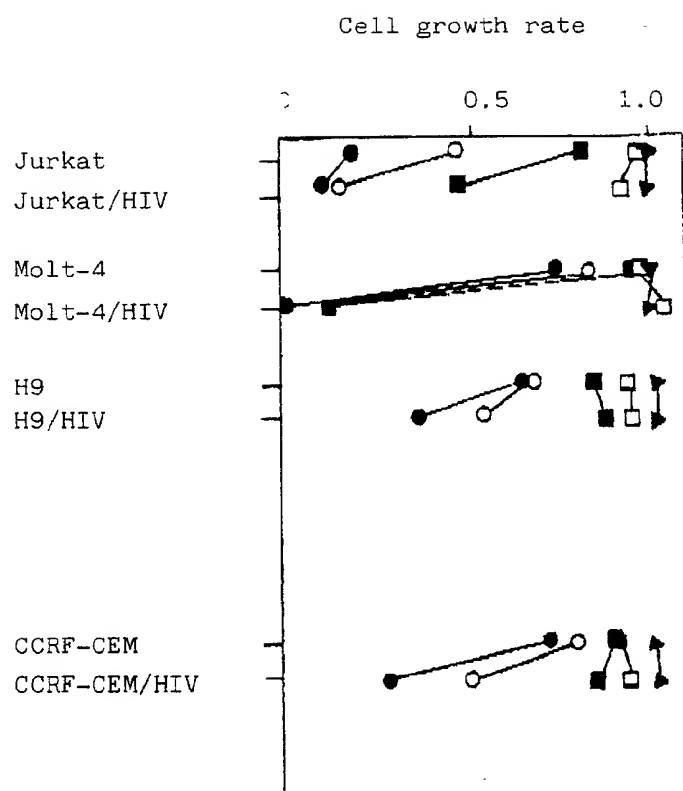 Cell growth rate
0.5 1.0
Jurkat
Jurkat/HIV
Molt-4
Molt-4/HIV
H9
H9/HIV
CCRF-CEM
CCRF-CEM/HIV